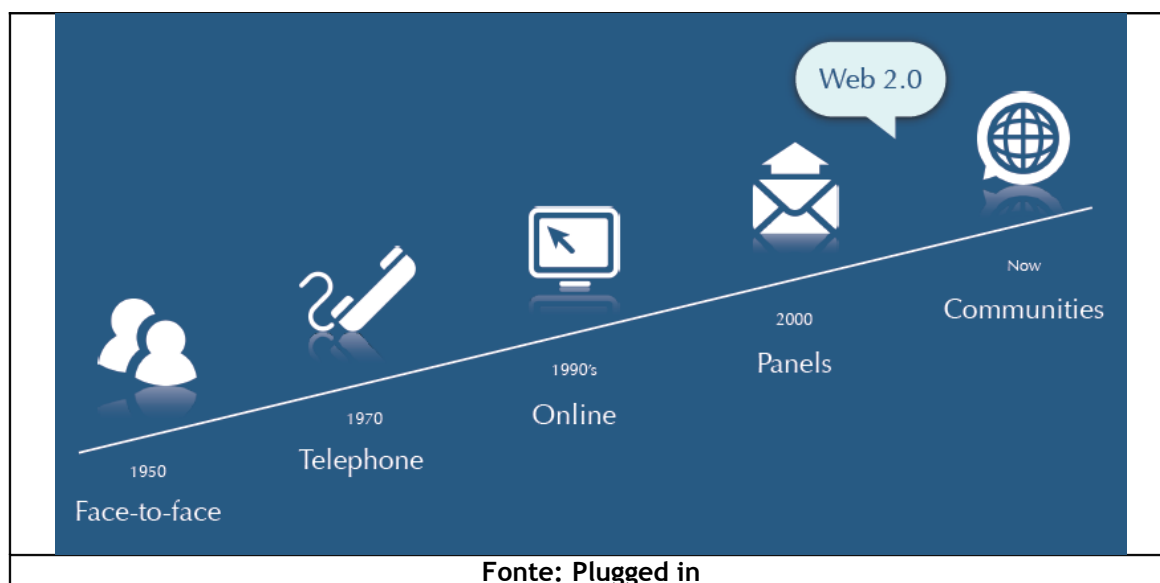 Web 2.0
1950
Face-to-face
1970
Telephone
1990's
Online
2000
Panels
Now
Communities
Fonte: Plugged in